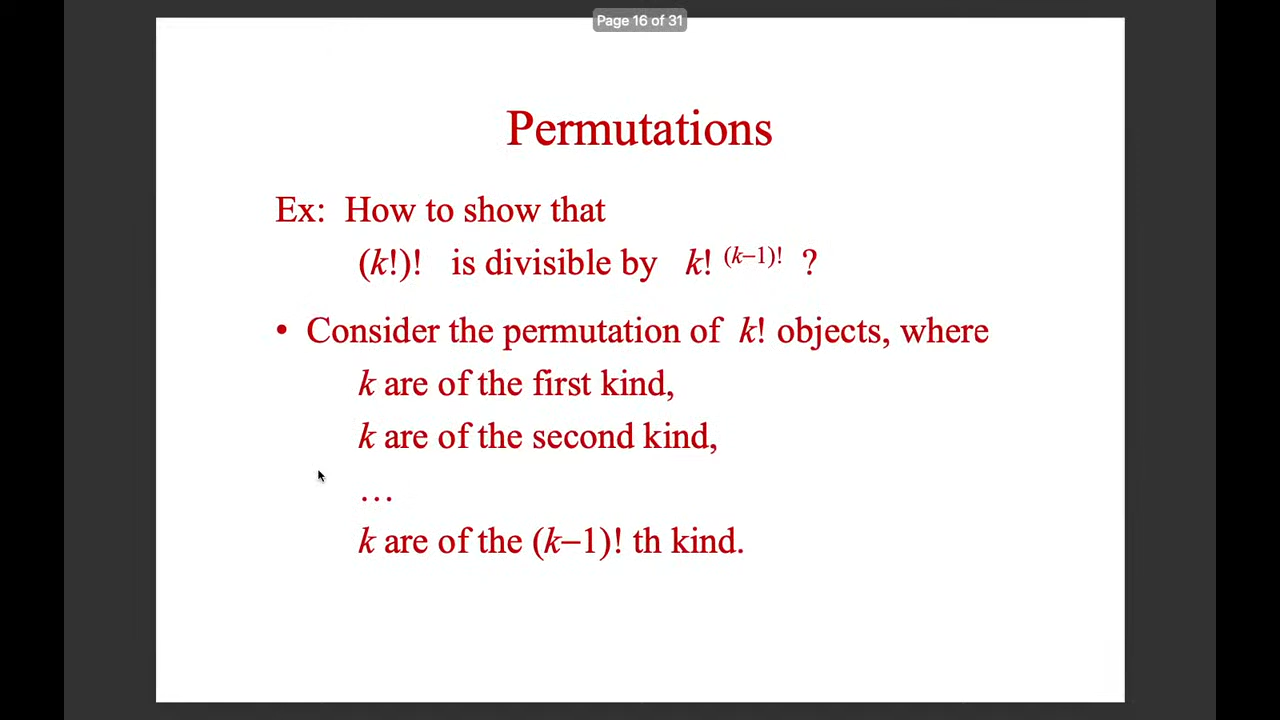 Page 16 of 31
Permutations
Ex: How to show that
(k!)! is divisible by k! (k–1)! ?
• Consider the permutation of k! objects, where
k are of the first kind,
k are of the second kind,
…
k are of the (k–1)! th kind.